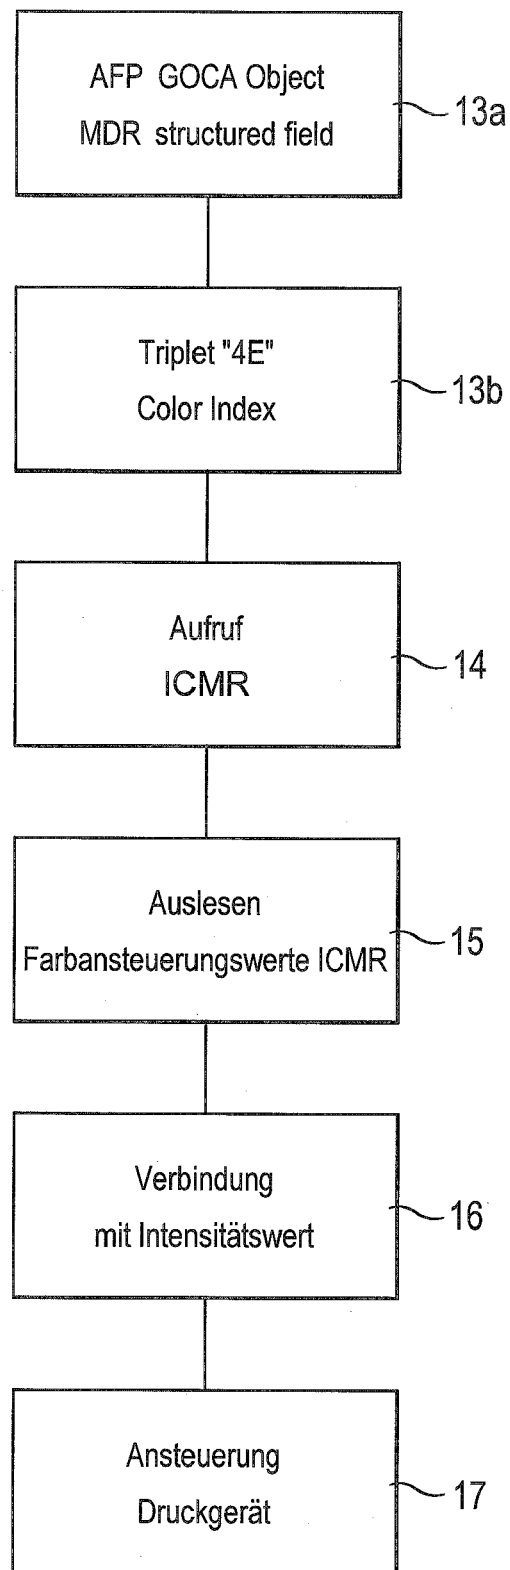 AFP GOCA Object
MDR structured field
13a
Triplet "4E"
Color Index
13b
Aufruf
ICMR
14
Auslesen
Farbansteuerungswerte ICMR
15
Verbindung
mit Intensitätswert
16
Ansteuerung
Druckgerät
17